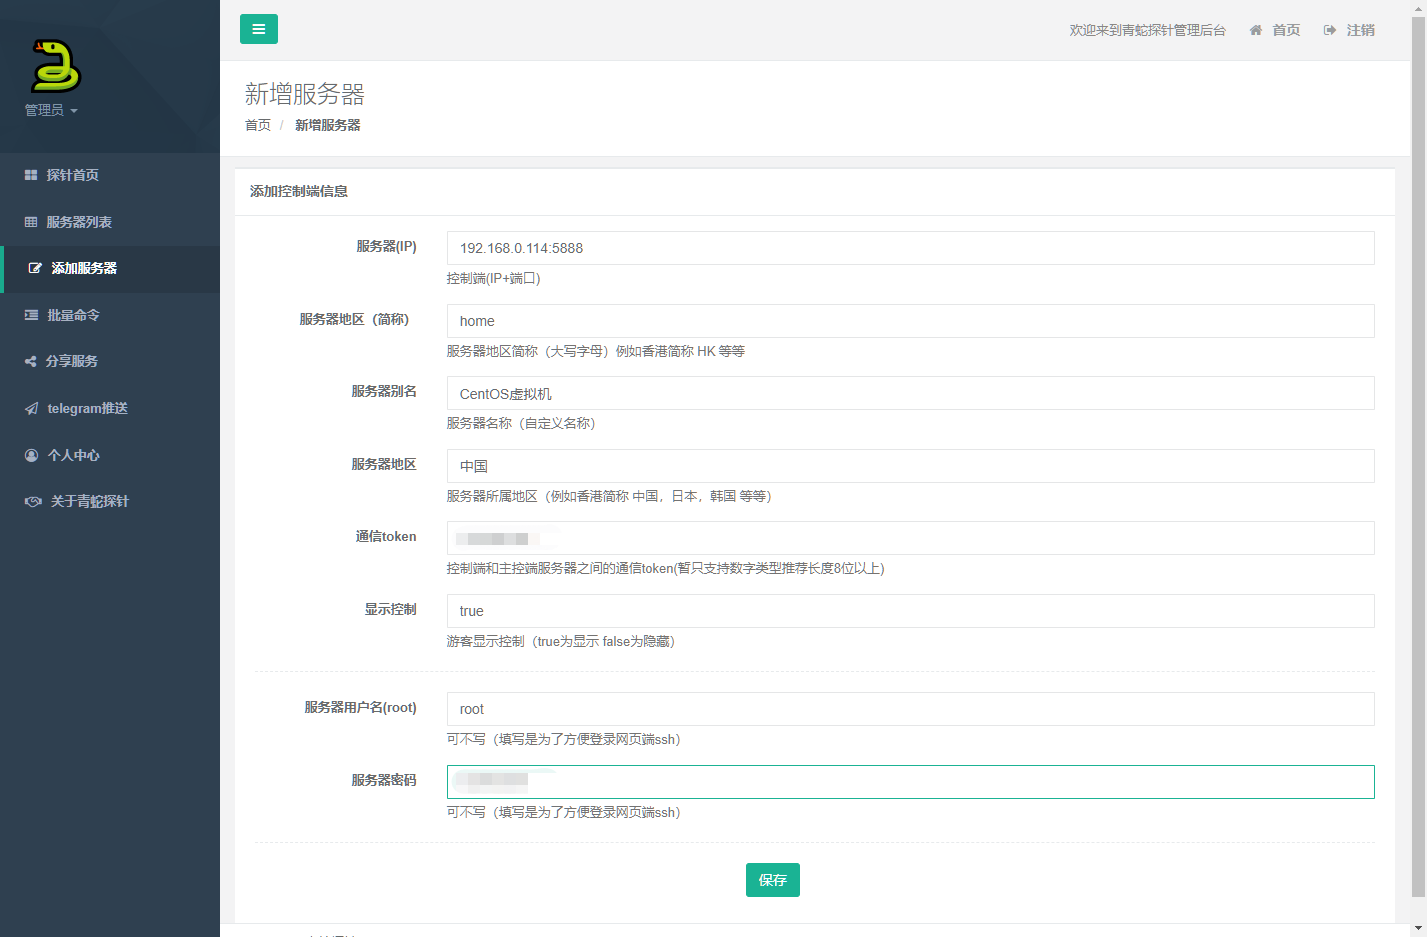 管理员
探针首页
服务器列表
添加服务器
批量命令
分享服务
telegram推送
个人中心
关于青蛇探针
欢迎来到青蛇探针管理后台 首页 注销
新增服务器
首页 / 新增服务器
添加控制端信息
服务器(IP) 192.168.0.114:5888
控制端(IP+端口)
服务器地区（简称） home
服务器地区简称（大写字母）例如香港简称 HK 等等
服务器别名 CentOS虚拟机
服务器名称（自定义名称）
服务器地区 中国
服务器所属地区（例如香港简称 中国，日本，韩国 等等）
通信token
控制端和主控端服务器之间的通信token(暂只支持数字类型推荐长度8位以上)
显示控制 true
游客显示控制（true为显示 false为隐藏）
服务器用户名(root) root
可不写（填写是为了方便登录网页端ssh）
服务器密码
可不写（填写是为了方便登录网页端ssh）
保存